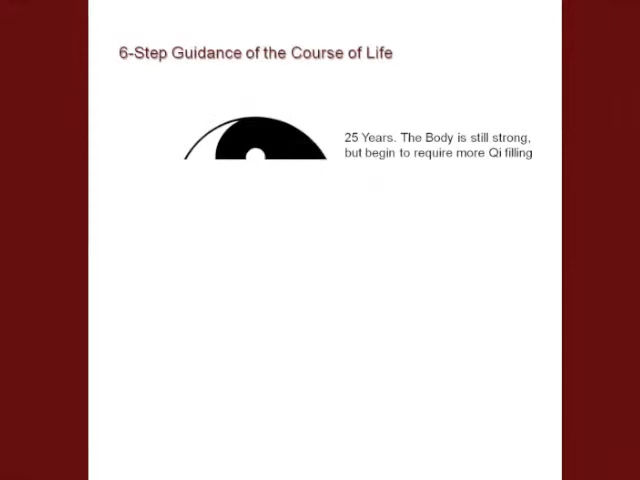 6-Step Guidance of the Course of Life
25 Years. The Body is still strong,
but begin to require more Qi filling